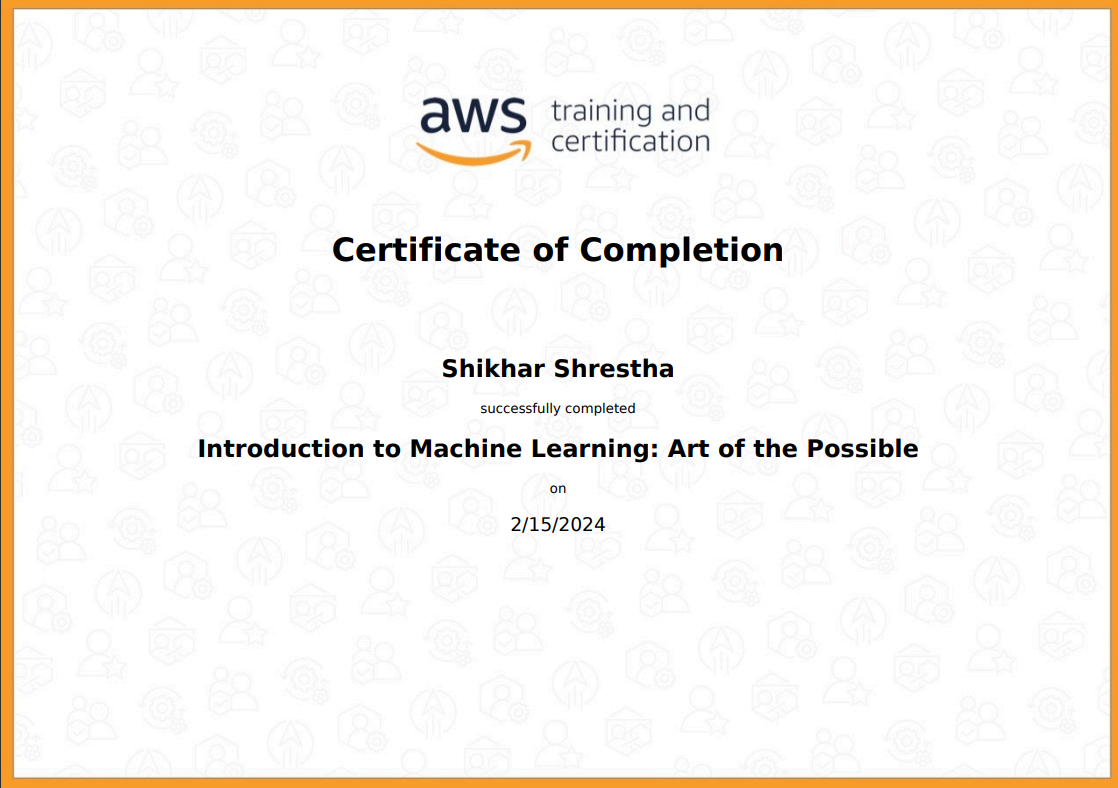 aws training and
certification
Certificate of Completion
Shikhar Shrestha
successfully completed
Introduction to Machine Learning: Art of the Possible
on
2/15/2024